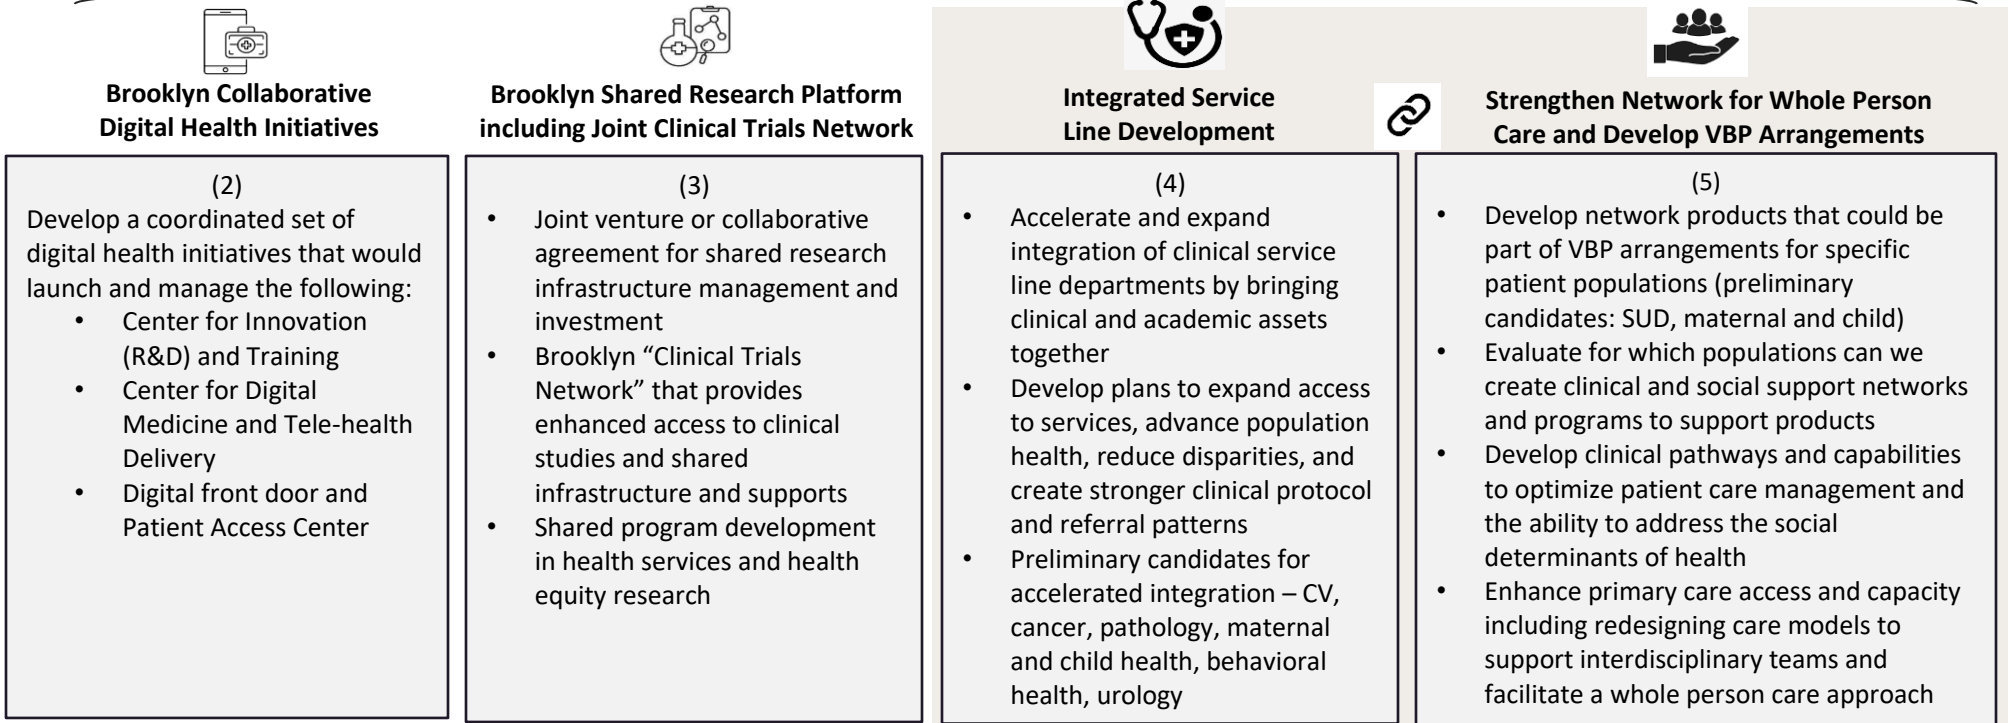 Brooklyn Collaborative
Digital Health Initiatives
(2)
Develop a coordinated set of
digital health initiatives that would
launch and manage the following:
• Center for Innovation
(R&D) and Training
• Center for Digital
Medicine and Tele-health
Delivery
• Digital front door and
Patient Access Center
Brooklyn Shared Research Platform
including Joint Clinical Trials Network
(3)
• Joint venture or collaborative
agreement for shared research
infrastructure management and
investment
• Brooklyn “Clinical Trials
Network” that provides
enhanced access to clinical
studies and shared
infrastructure and supports
• Shared program development
in health services and health
equity research
Integrated Service
Line Development
(4)
• Accelerate and expand
integration of clinical service
line departments by bringing
clinical and academic assets
together
• Develop plans to expand access
to services, advance population
health, reduce disparities, and
create stronger clinical protocol
and referral patterns
• Preliminary candidates for
accelerated integration – CV,
cancer, pathology, maternal
and child health, behavioral
health, urology
Strengthen Network for Whole Person
Care and Develop VBP Arrangements
(5)
• Develop network products that could be
part of VBP arrangements for specific
patient populations (preliminary
candidates: SUD, maternal and child)
• Evaluate for which populations can we
create clinical and social support networks
and programs to support products
• Develop clinical pathways and capabilities
to optimize patient care management and
the ability to address the social
determinants of health
• Enhance primary care access and capacity
including redesigning care models to
support interdisciplinary teams and
facilitate a whole person care approach